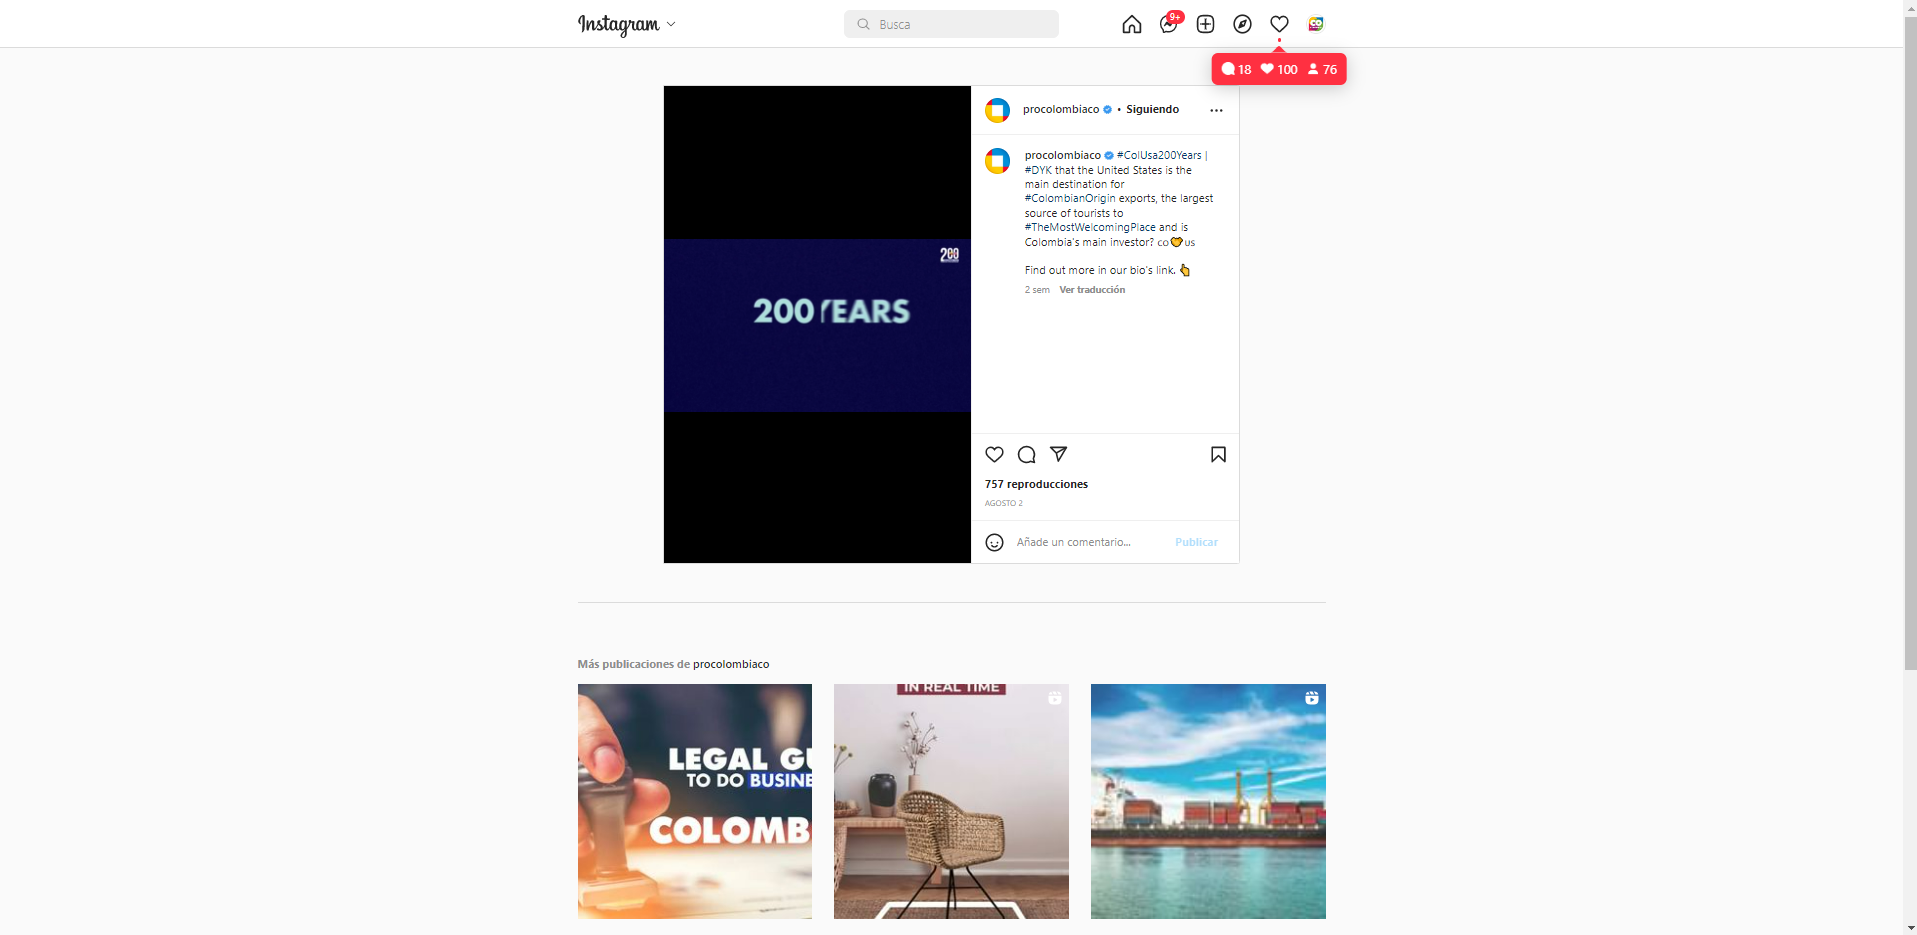 Instagram
Busca
9+
18 100 76
procolombiaco • Siguiendo
procolombiaco #ColUsa200Years |
#DYK that the United States is the
main destination for
#ColombianOrigin exports, the largest
source of tourists to
#TheMostWelcomingPlace and is
Colombia's main investor? co🤝us
Find out more in our bio's link. 👆
2 sem Ver traducción
200
200 YEARS
757 reproducciones
AGOSTO 2
Añade un comentario... Publicar
Más publicaciones de procolombiaco
LEGAL GU
TO DO BUSINE
COLOMB
IN REAL TIME